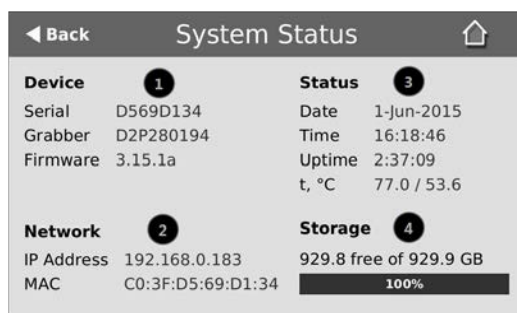 Back
System Status
Device 1
Serial D569D134
Grabber D2P280194
Firmware 3.15.1a
Network 2
IP Address 192.168.0.183
MAC C0:3F:D5:69:D1:34
Status 3
Date 1-Jun-2015
Time 16:18:46
Uptime 2:37:09
t, °C 77.0 / 53.6
Storage 4
929.8 free of 929.9 GB
100%